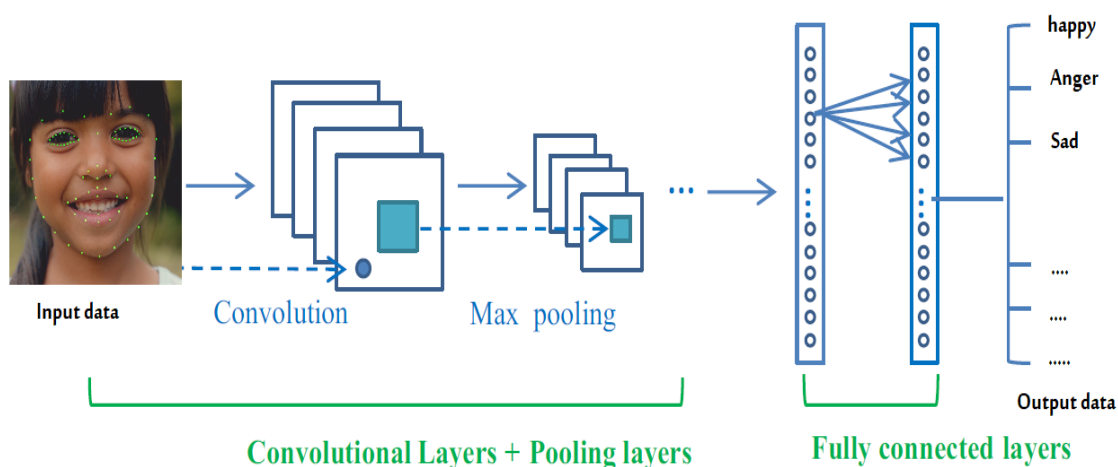 happy
Anger
Sad
...
....
....
.....
Input data
Convolution
Max pooling
Output data
Convolutional Layers + Pooling layers
Fully connected layers